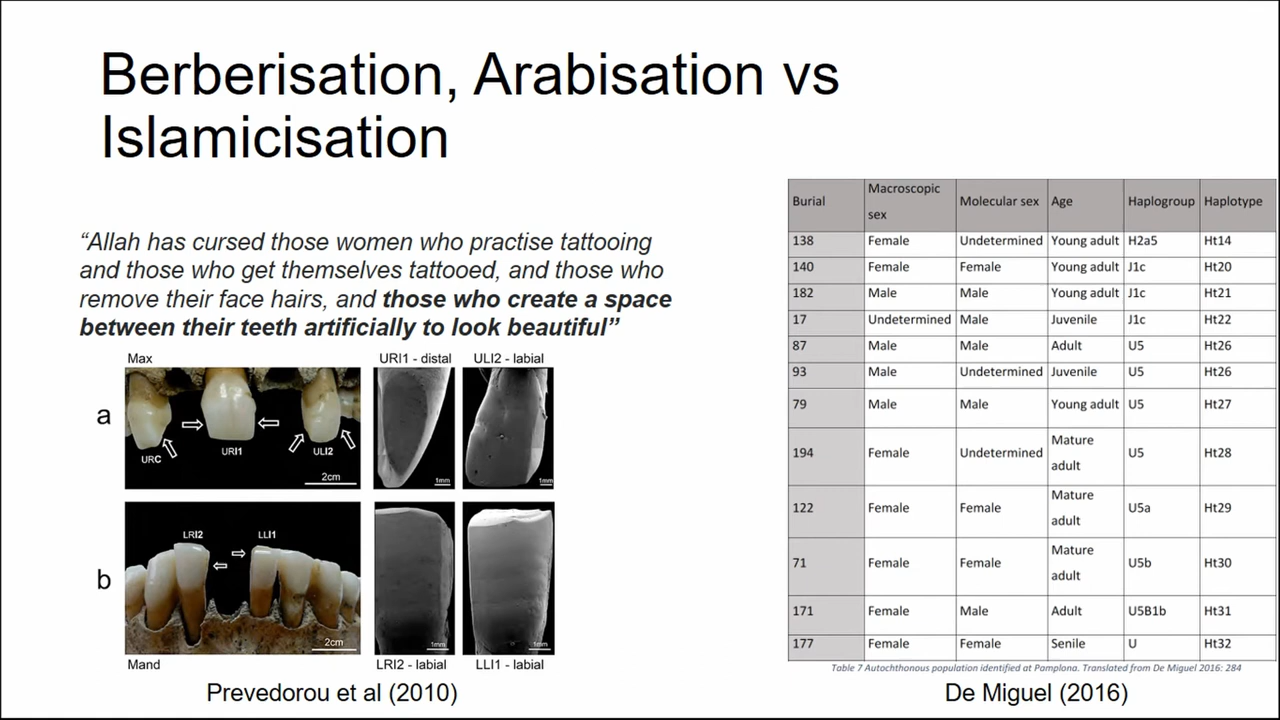 Berberisation, Arabisation vs
Islamicisation
“Allah has cursed those women who practise tattooing
and those who get themselves tattooed, and those who
remove their face hairs, and those who create a space
between their teeth artificially to look beautiful”
Max
URI1 - distal
ULI2 - labial
a
URC
URI1
ULI2
2cm
1mm
1mm
b
LRI2
LLI1
2cm
1mm
1mm
Mand
LRI2 - labial
LLI1 - labial
Prevedorou et al (2010)
Burial Macroscopic sex Molecular sex Age Haplogroup Haplotype
138 Female Undetermined Young adult H2a5 Ht14
140 Female Female Young adult J1c Ht20
182 Male Male Young adult J1c Ht21
17 Undetermined Male Juvenile J1c Ht22
87 Male Male Adult U5 Ht26
93 Male Undetermined Juvenile U5 Ht26
79 Male Male Young adult U5 Ht27
194 Female Undetermined Mature adult U5 Ht28
122 Female Female Mature adult U5a Ht29
71 Female Female Mature adult U5b Ht30
171 Female Male Adult U5B1b Ht31
177 Female Female Senile U Ht32
Table 7 Autochthonous population identified at Pamplona. Translated from De Miguel 2016: 284
De Miguel (2016)